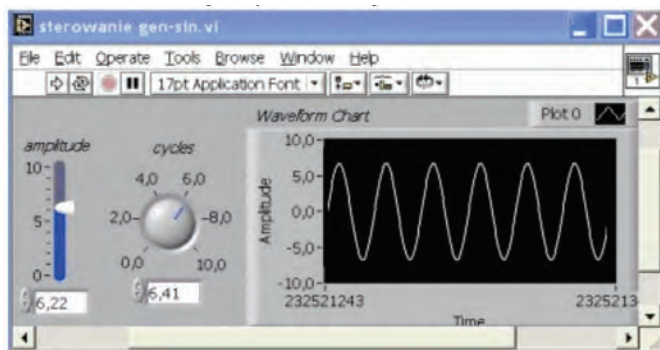 sterowanie gen-sin.vi
File Edit Operate Tools Browse Window Help
17pt Application Font
1
Waveform Chart
Plot 0
amplitude
10
5
0
6,22
cycles
4,0 6,0
2,0 8,0
0,0 10,0
6,41
Amplitude
10,0
5,0
0,0
-5,0
-10,0
232521243 23252134
Time